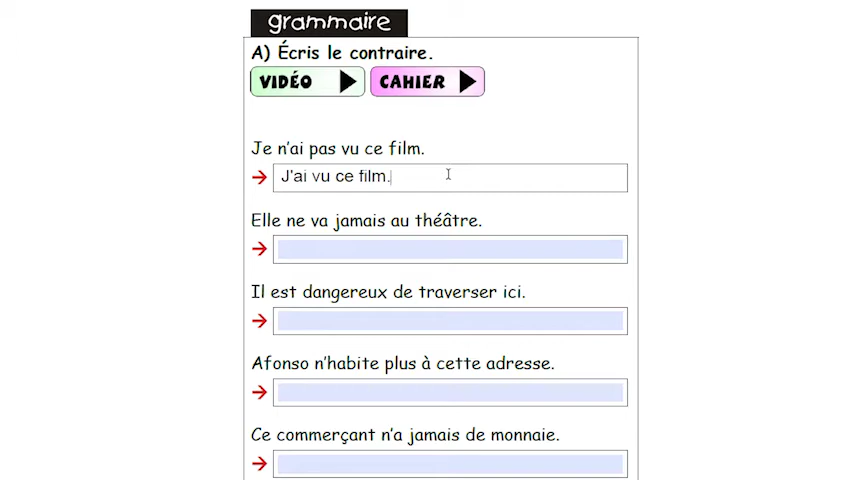 grammaire
A) Écris le contraire.
VIDÉO CAHIER
Je n'ai pas vu ce film.
J'ai vu ce film.
Elle ne va jamais au théâtre.
Il est dangereux de traverser ici.
Afonso n'habite plus à cette adresse.
Ce commerçant n'a jamais de monnaie.